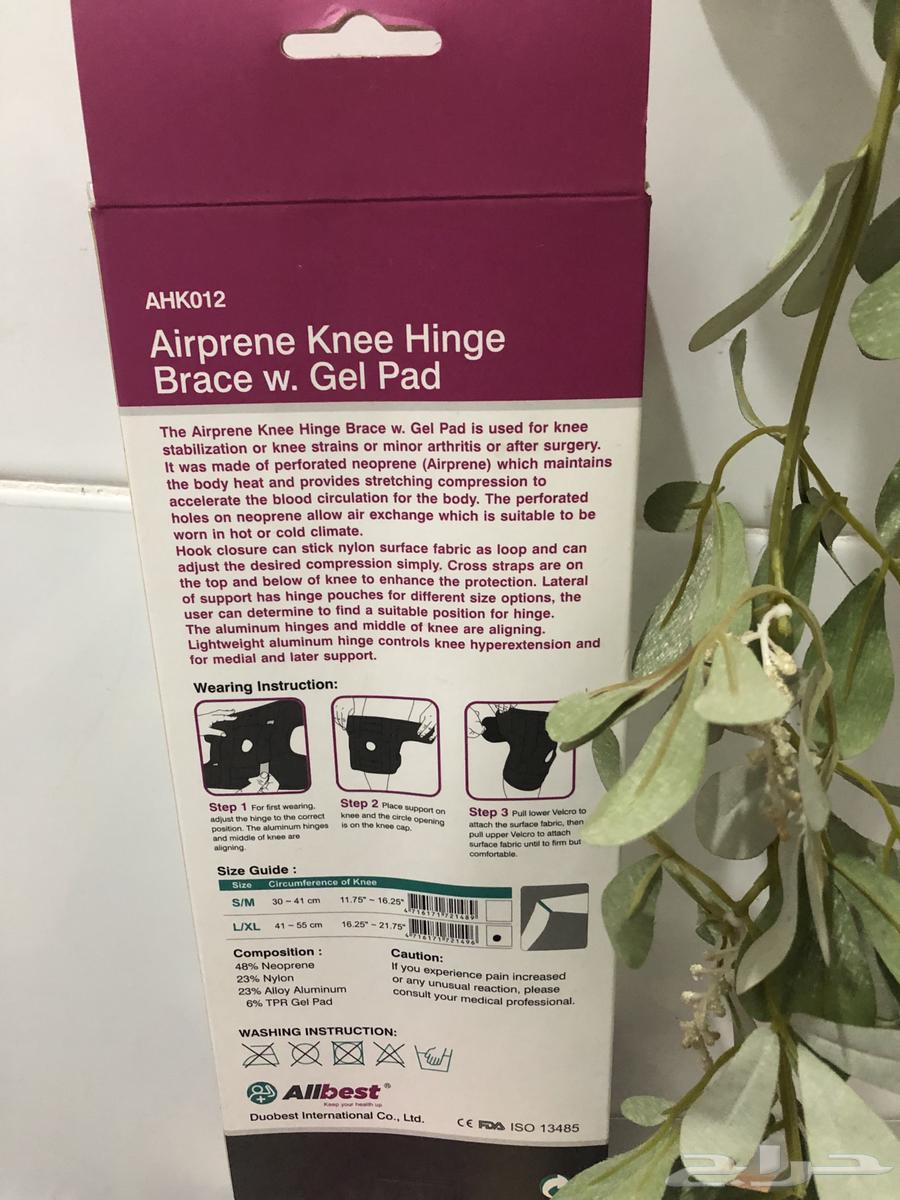 AHK012
Airprene Knee Hinge
Brace w. Gel Pad
The Airprene Knee Hinge Brace w. Gel Pad is used for knee
stabilization or knee strains or minor arthritis or after surgery.
It was made of perforated neoprene (Airprene) which maintains
the body heat and provides stretching compression to
accelerate the blood circulation for the body. The perforated
holes on neoprene allow air exchange which is suitable to be
worn in hot or cold climate.
Hook closure can stick nylon surface fabric as loop and can
adjust the desired compression simply. Cross straps are on
the top and below of knee to enhance the protection. Lateral
of support has hinge pouches for different size options, the
user can determine to find a suitable position for hinge.
The aluminum hinges and middle of knee are aligning.
Lightweight aluminum hinge controls knee hyperextension and
for medial and later support.
Wearing Instruction:
Step 1 For first wearing,
adjust the hinge to the correct
position. The aluminum hinges
and middle of knee are
aligning.
Step 2 Place support on
knee and the circle opening
is on the knee cap.
Step 3 Pull lower Velcro to
attach the surface fabric, then
pull upper Velcro to attach
surface fabric until to firm but
comfortable.
Size Guide :
Size Circumference of Knee
S/M 30 ~ 41 cm 11.75" ~ 16.25"
4 716171 721489
L/XL 41 ~ 55 cm 16.25" ~ 21.75"
4 716171 721496
Composition :
48% Neoprene
23% Nylon
23% Alloy Aluminum
6% TPR Gel Pad
Caution:
If you experience pain increased
or any unusual reaction, please
consult your medical professional.
WASHING INSTRUCTION:
Allbest®
Keep your health up
Duobest International Co., Ltd.
CE FDA ISO 13485
حراج